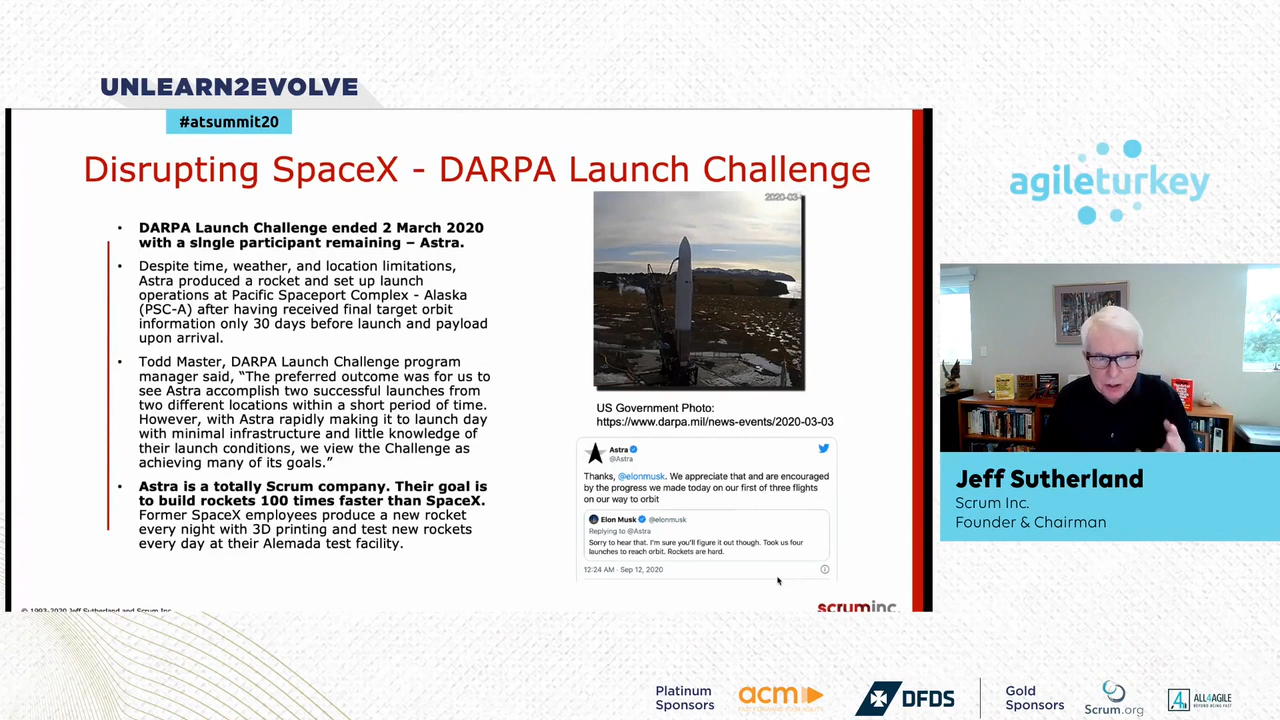 UNLEARN2EVOLVE
#atsummit20
Disrupting SpaceX - DARPA Launch Challenge
• DARPA Launch Challenge ended 2 March 2020
with a single participant remaining – Astra.
• Despite time, weather, and location limitations,
Astra produced a rocket and set up launch
operations at Pacific Spaceport Complex - Alaska
(PSC-A) after having received final target orbit
information only 30 days before launch and payload
upon arrival.
• Todd Master, DARPA Launch Challenge program
manager said, “The preferred outcome was for us to
see Astra accomplish two successful launches from
two different locations within a short period of time.
However, with Astra rapidly making it to launch day
with minimal infrastructure and little knowledge of
their launch conditions, we view the Challenge as
achieving many of its goals.”
• Astra is a totally Scrum company. Their goal is
to build rockets 100 times faster than SpaceX.
Former SpaceX employees produce a new rocket
every night with 3D printing and test new rockets
every day at their Alemada test facility.
2020-03-
US Government Photo:
https://www.darpa.mil/news-events/2020-03-03
Astra
@Astra
Thanks, @elonmusk. We appreciate that and are encouraged
by the progress we made today on our first of three flights
on our way to orbit
Elon Musk @elonmusk
Replying to @Astra
Sorry to hear that. I'm sure you'll figure it out though. Took us four
launches to reach orbit. Rockets are hard.
12:24 AM · Sep 12, 2020
© 1993-2020 Jeff Sutherland and Scrum Inc.
scruminc.
agileturkey
Jeff Sutherland
Scrum Inc.
Founder & Chairman
Platinum
Sponsors
acm
DFDS
Gold
Sponsors
Scrum.org
ALL4AGILE
BEYOND BEING FAST